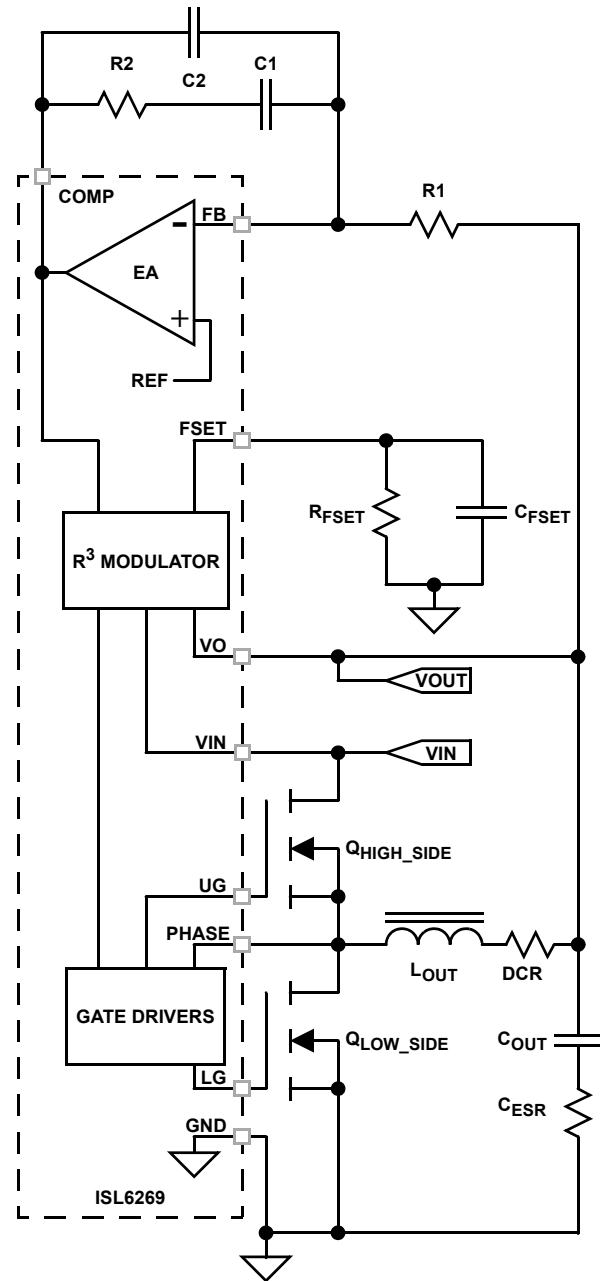 R2
C2
C1
COMP
FB
R1
-
EA
+
REF
FSET
RFSET
CFSET
R3 MODULATOR
VO
VOUT
VIN
VIN
QHIGH_SIDE
UG
PHASE
LOUT
DCR
GATE DRIVERS
QLOW_SIDE
COUT
LG
CESR
GND
ISL6269